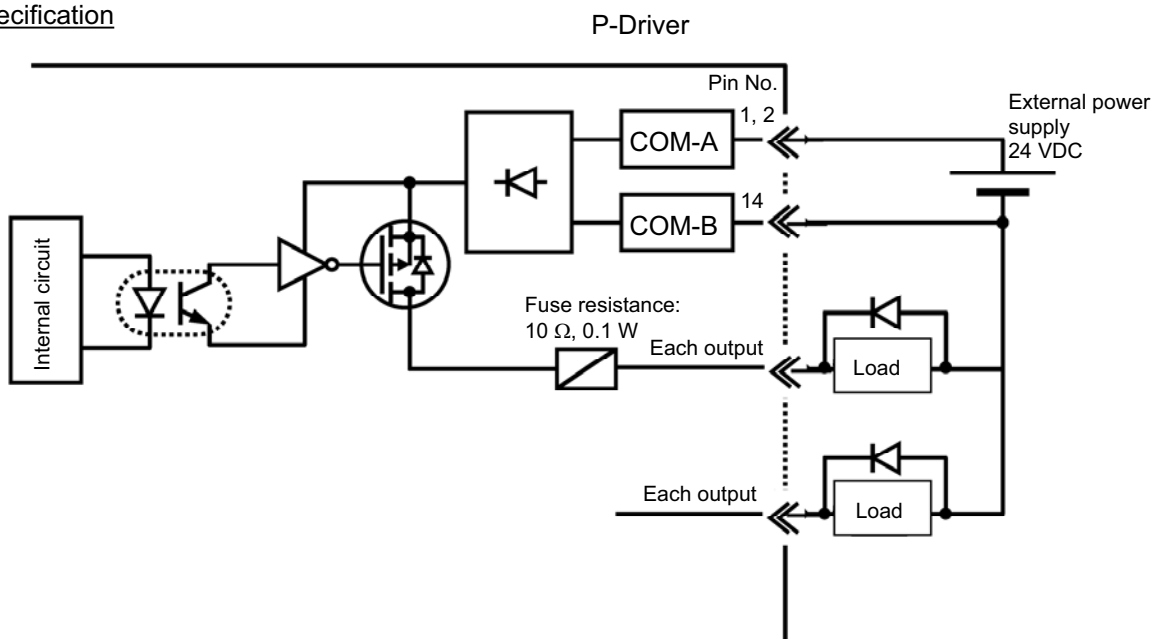 ecification
P-Driver
Pin No.
1, 2
External power
supply
24 VDC
COM-A
14
COM-B
Internal circuit
Fuse resistance:
10 Ω, 0.1 W
Each output
Load
Each output
Load